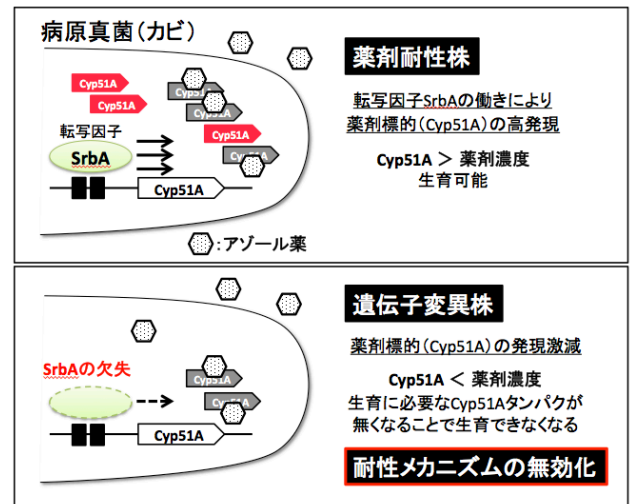 病原真菌(カビ)
Cyp51A
Cyp51A
Cyp51A
Cyp51A
Cyp51A
Cyp51A
転写因子
SrbA
Cyp51A
:アゾール薬
薬剤耐性株
転写因子SrbAの働きにより
薬剤標的(Cyp51A)の高発現
Cyp51A > 薬剤濃度
生育可能
SrbAの欠失
Cyp51A
Cyp51A
Cyp51A
遺伝子変異株
薬剤標的(Cyp51A)の発現激減
Cyp51A < 薬剤濃度
生育に必要なCyp51Aタンパクが
無くなることで生育できなくなる
耐性メカニズムの無効化